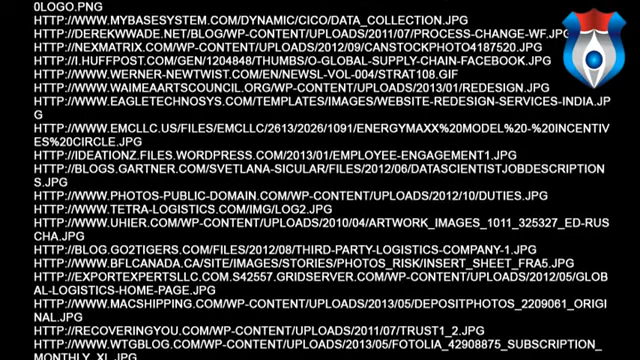 0LOGO.PNG
HTTP://WWW.MYBASESYSTEM.COM/DYNAMIC/CICO/DATA_COLLECTION.JPG
HTTP://DEREKWWADE.NET/BLOG/WP-CONTENT/UPLOADS/2011/07/PROCESS-CHANGE-WF.JPG
HTTP://NEXMATRIX.COM/WP-CONTENT/UPLOADS/2012/09/CANSTOCKPHOTO4187520.JPG
HTTP://I.HUFFPOST.COM/GEN/1204848/THUMBS/O-GLOBAL-SUPPLY-CHAIN-FACEBOOK.JPG
HTTP://WWW.WERNER-NEWTWIST.COM/EN/NEWSL-VOL-004/STRAT108.GIF
HTTP://WWW.WAIMEAARTSCOUNCIL.ORG/WP-CONTENT/UPLOADS/2013/01/REDESIGN.JPG
HTTP://WWW.EAGLETECHNOSYS.COM/TEMPLATES/IMAGES/WEBSITE-REDESIGN-SERVICES-INDIA.JP
G
HTTP://WWW.EMCLLC.US/FILES/EMCLLC/2613/2026/1091/ENERGYMAXX%20MODEL%20-%20INCENTIV
ES%20CIRCLE.JPG
HTTP://IDEATIONZ.FILES.WORDPRESS.COM/2013/01/EMPLOYEE-ENGAGEMENT1.JPG
HTTP://BLOGS.GARTNER.COM/SVETLANA-SICULAR/FILES/2012/06/DATASCIENTISTJOBDESCRIPTION
S.JPG
HTTP://WWW.PHOTOS-PUBLIC-DOMAIN.COM/WP-CONTENT/UPLOADS/2012/10/DUTIES.JPG
HTTP://WWW.TETRA-LOGISTICS.COM/IMG/LOG2.JPG
HTTP://WWW.UHIER.COM/WP-CONTENT/UPLOADS/2010/04/ARTWORK_IMAGES_1011_325327_ED-RUS
CHA.JPG
HTTP://BLOG.GO2TIGERS.COM/FILES/2012/08/THIRD-PARTY-LOGISTICS-COMPANY-1.JPG
HTTP://WWW.BFLCANADA.CA/SITE/IMAGES/STORIES/PHOTOS_RISK/INSERT_SHEET_FRA5.JPG
HTTP://EXPORTEXPERTSLLC.COM.S42557.GRIDSERVER.COM/WP-CONTENT/UPLOADS/2012/05/GLOB
AL-LOGISTICS-HOME-PAGE.JPG
HTTP://WWW.MACSHIPPING.COM/WP-CONTENT/UPLOADS/2013/05/DEPOSITPHOTOS_2209061_ORIGI
NAL.JPG
HTTP://RECOVERINGYOU.COM/WP-CONTENT/UPLOADS/2011/07/TRUST1_2.JPG
HTTP://WWW.WTGBLOG.COM/WP-CONTENT/UPLOADS/2013/05/FOTOLIA_42908875_SUBSCRIPTION_
MONTHLY_XL.JPG